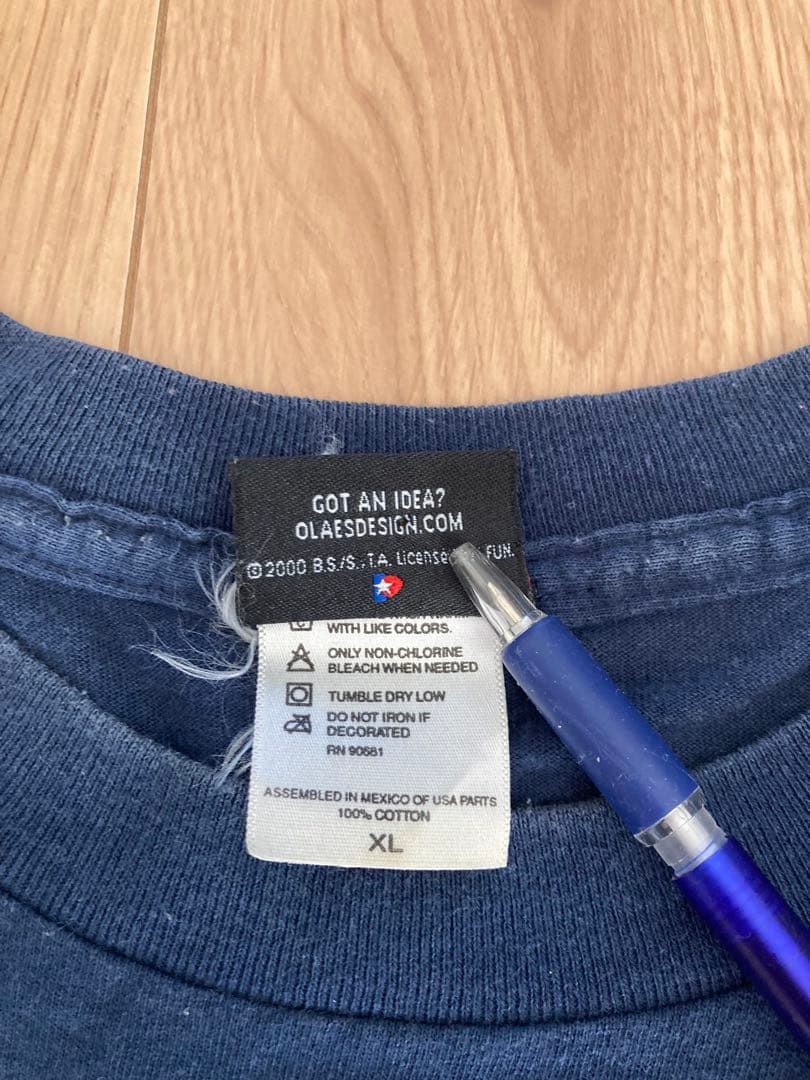 GOT AN IDEA?
OLAESDESIGN.COM
©2000 B.S./S.,T.A. License FUN.
WITH LIKE COLORS.
ONLY NON-CHLORINE
BLEACH WHEN NEEDED
TUMBLE DRY LOW
DO NOT IRON IF
DECORATED
RN 90581
ASSEMBLED IN MEXICO OF USA PARTS
100% COTTON
XL